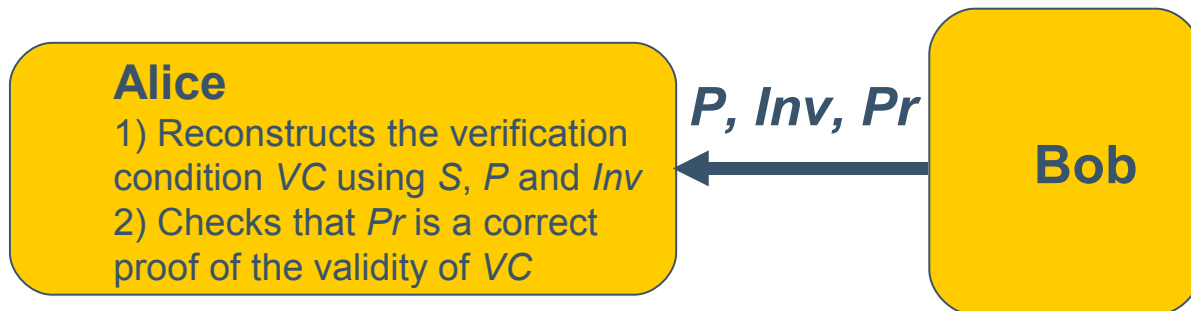 Alice
1) Reconstructs the verification
condition VC using S, P and Inv
2) Checks that Pr is a correct
proof of the validity of VC
P, Inv, Pr
Bob